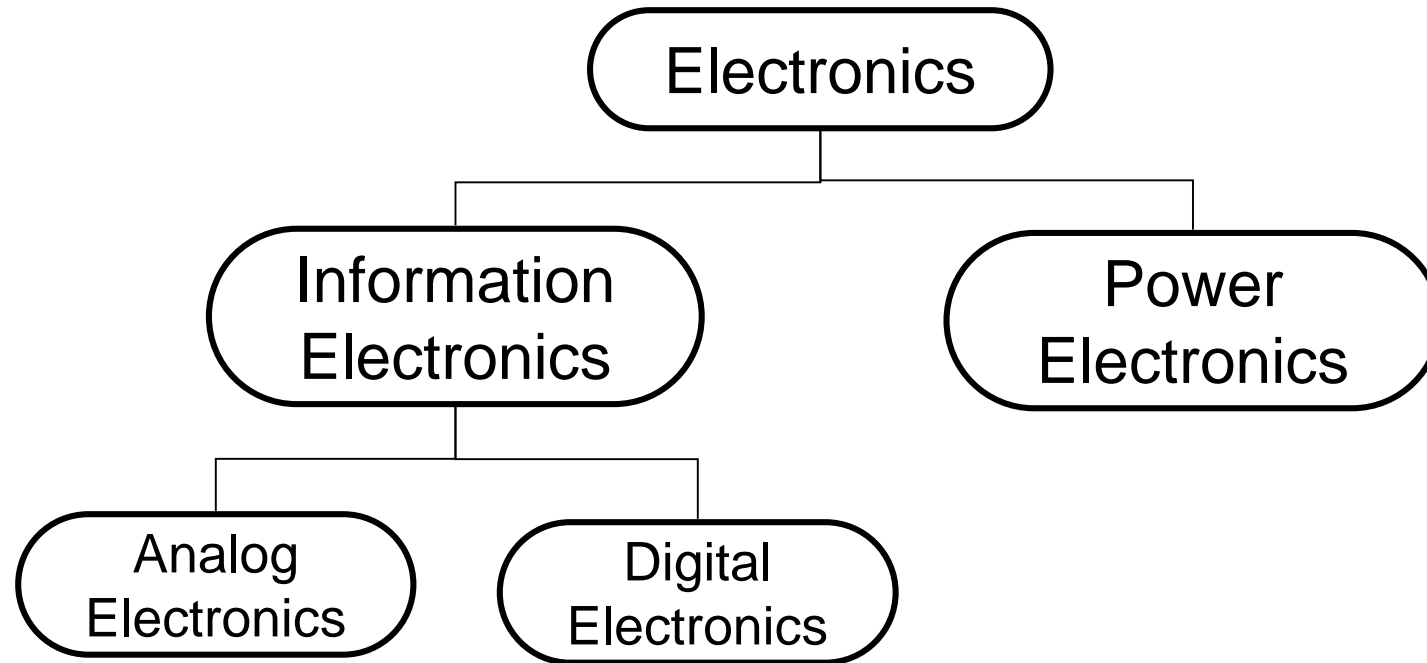 Electronics
Information
Electronics
Power
Electronics
Analog
Electronics
Digital
Electronics